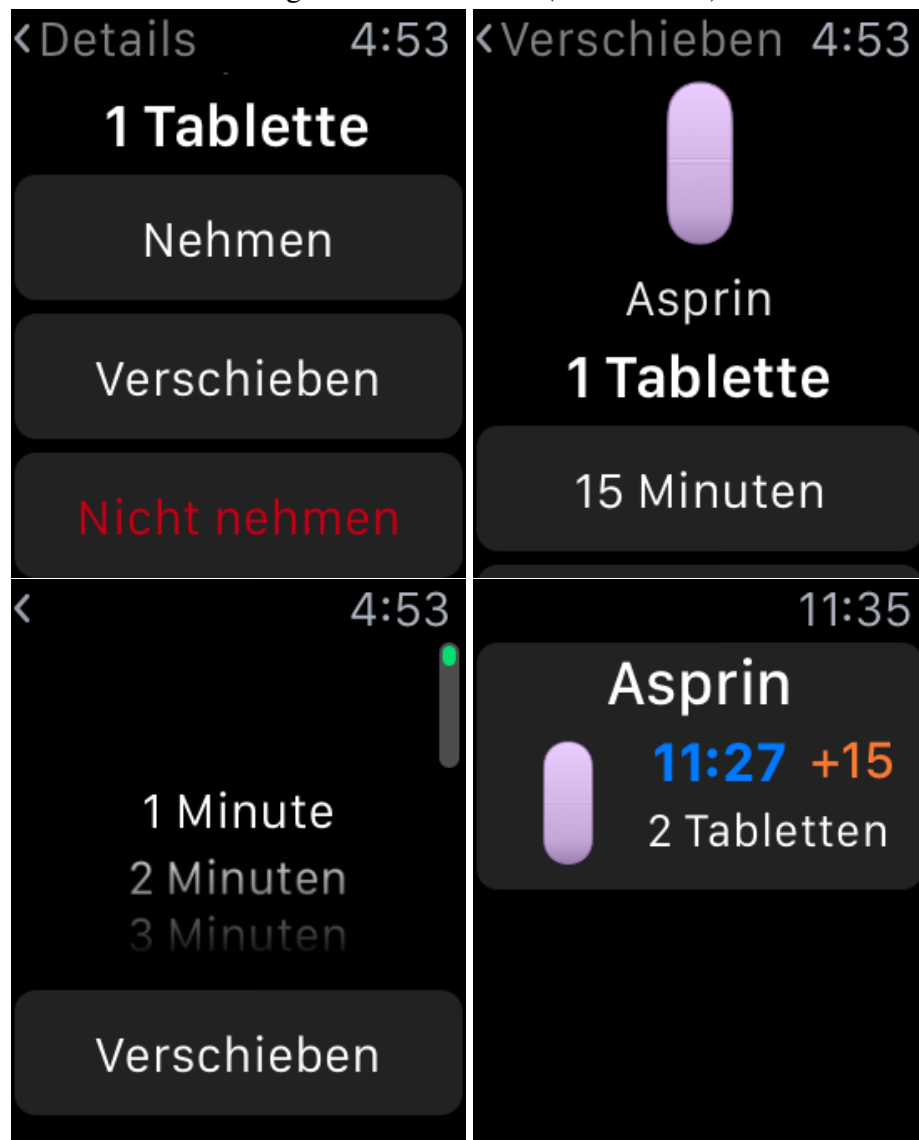 ‹Details 4:53
1 Tablette
Nehmen
Verschieben
Nicht nehmen
‹Verschieben 4:53
Asprin
1 Tablette
15 Minuten
‹ 4:53
1 Minute
2 Minuten
3 Minuten
Verschieben
11:35
Asprin
11:27 +15
2 Tabletten